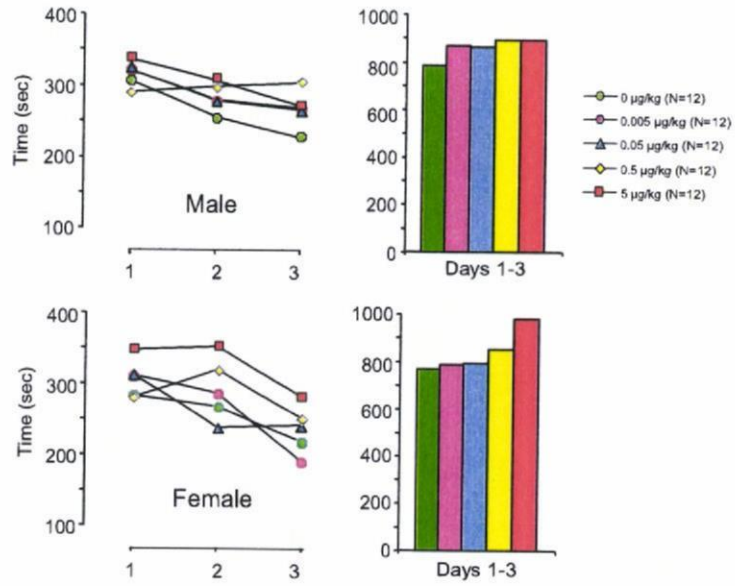 400
300
200
100
Time (sec)
Male
1 2 3
1000
800
600
400
200
0
Days 1-3
0 µg/kg (N=12)
0.005 µg/kg (N=12)
0.05 µg/kg (N=12)
0.5 µg/kg (N=12)
5 µg/kg (N=12)
400
300
200
100
Time (sec)
Female
1 2 3
1000
800
600
400
200
0
Days 1-3